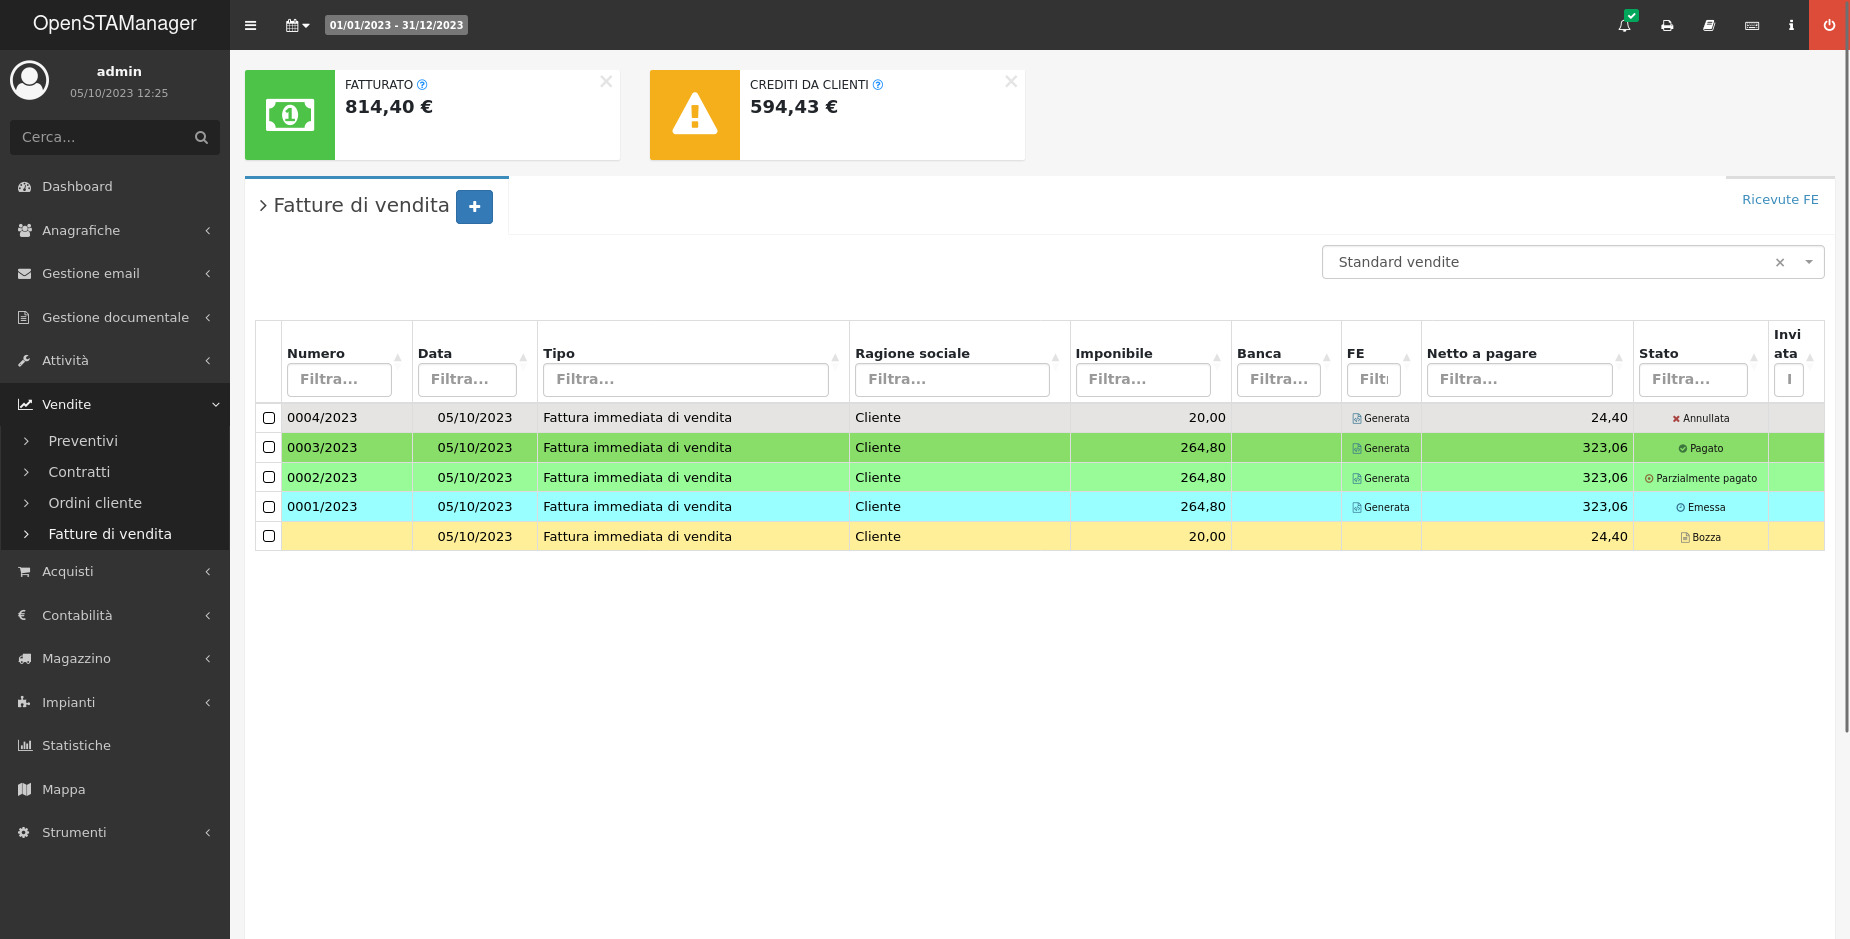 OpenSTAManager
01/01/2023 - 31/12/2023
admin
05/10/2023 12:25
Cerca...
Dashboard
Anagrafiche
Gestione email
Gestione documentale
Attività
Vendite
Preventivi
Contratti
Ordini cliente
Fatture di vendita
Acquisti
Contabilità
Magazzino
Impianti
Statistiche
Mappa
Strumenti
FATTURATO
814,40 €
CREDITI DA CLIENTI
594,43 €
Fatture di vendita
Ricevute FE
Standard vendite
Numero Data Tipo Ragione sociale Imponibile Banca FE Netto a pagare Stato Invi
ata
Filtra... Filtra... Filtra... Filtra... Filtra... Filtra... Filtr Filtra... Filtra... I
0004/2023 05/10/2023 Fattura immediata di vendita Cliente 20,00 Generata 24,40 Annullata
0003/2023 05/10/2023 Fattura immediata di vendita Cliente 264,80 Generata 323,06 Pagato
0002/2023 05/10/2023 Fattura immediata di vendita Cliente 264,80 Generata 323,06 Parzialmente pagato
0001/2023 05/10/2023 Fattura immediata di vendita Cliente 264,80 Generata 323,06 Emessa
05/10/2023 Fattura immediata di vendita Cliente 20,00 24,40 Bozza